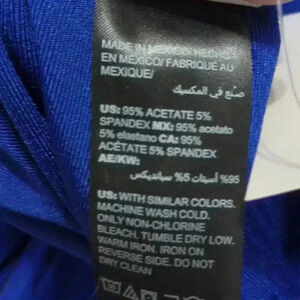 MADE IN MEXICO/ HECHO
EN MEXICO/ FABRIQUÉ AU
MEXIQUE/
صنع في المكسيك
US: 95% ACETATE 5%
SPANDEX MX: 95% acetato
5% elastano CA: 95%
ACÉTATE 5% SPANDEX
AE/KW:
95% أسيتات 5% سبانديكس
US: WITH SIMILAR COLORS.
MACHINE WASH COLD.
ONLY NON-CHLORINE
BLEACH. TUMBLE DRY LOW.
WARM IRON. IRON ON
REVERSE SIDE. DO NOT
DRY CLEAN